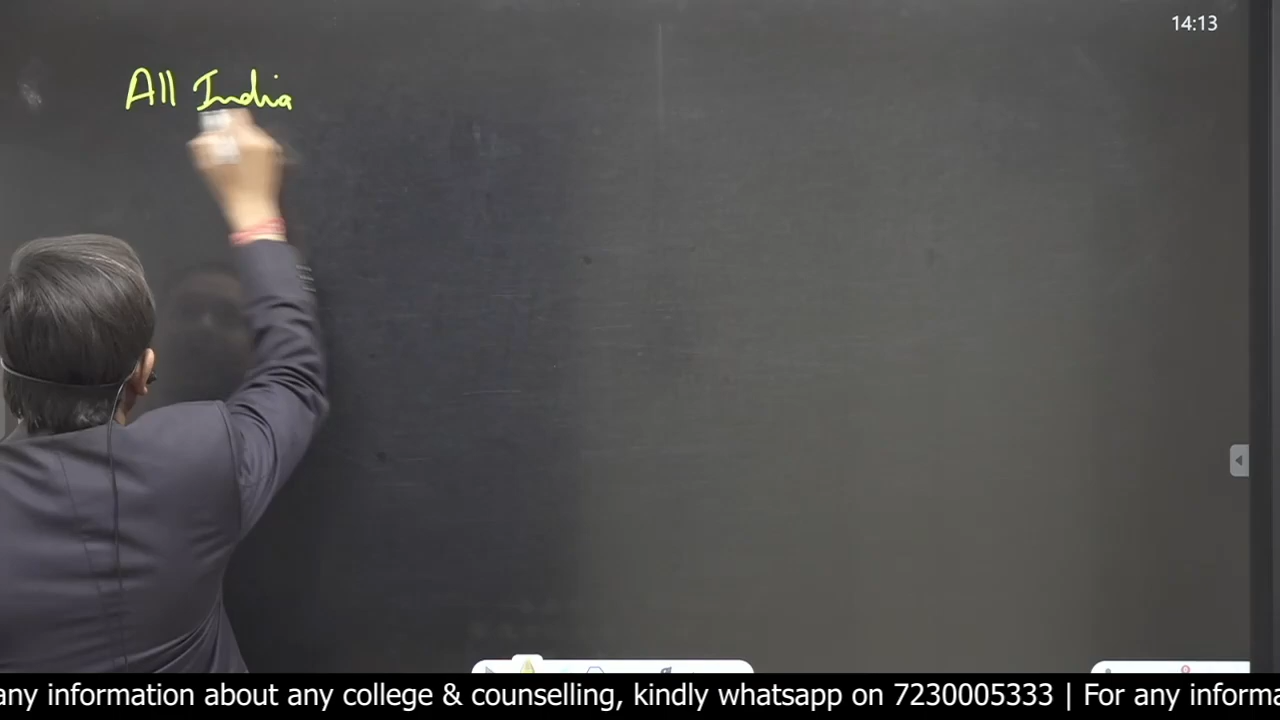 14:13
All India
any information about any college & counselling, kindly whatsapp on 7230005333 | For any informa